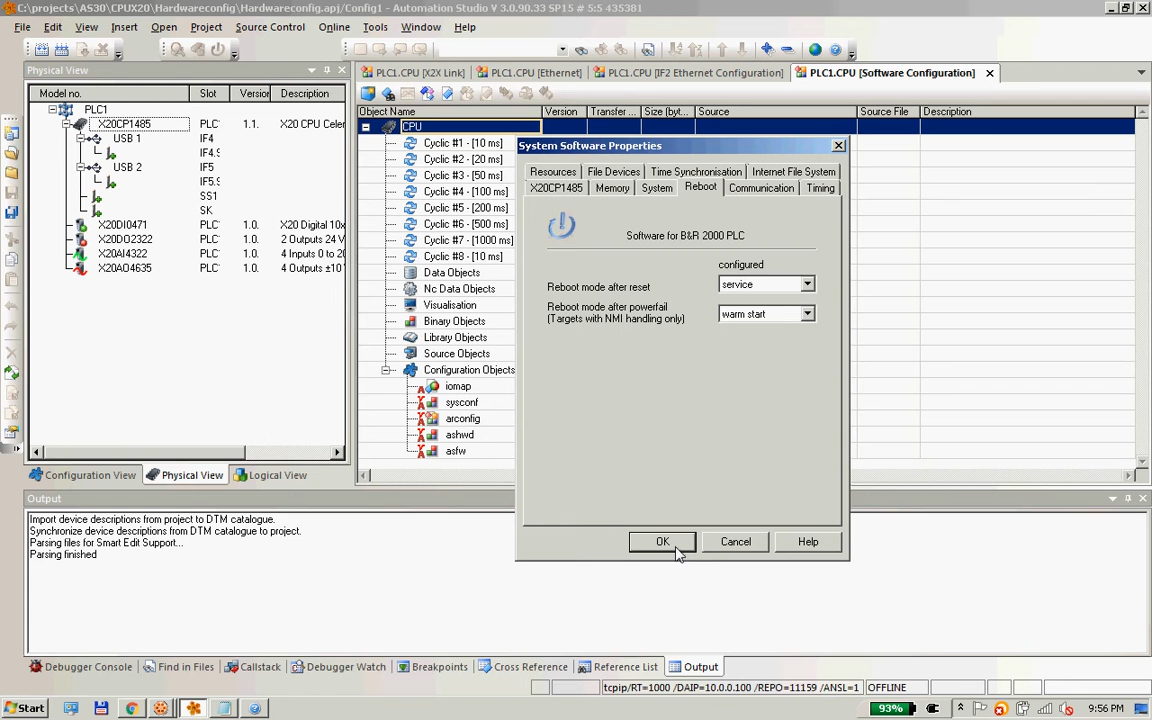 C:\projects\AS30\CPUX20\Hardwareconfig\Hardwareconfig.apj/Config1 - Automation Studio V 3.0.90.33 SP15 # 5:5 435381
File Edit View Insert Open Project Source Control Online Tools Window Help
Physical View
Model no. Slot Version Description
PLC1
X20CP1485 PLC 1.1. X20 CPU Celer
USB 1 IF4
IF4.S
USB 2 IF5
IF5.S
SS1
SK
X20DI0471 PLC 1.0. X20 Digital 10x
X20DO2322 PLC 1.0. 2 Outputs 24 V
X20AI4322 PLC 1.0. 4 Inputs 0 to 20
X20AO4635 PLC 1.0. 4 Outputs ±10
Configuration View Physical View Logical View
PLC1.CPU [X2X Link] PLC1.CPU [Ethernet] PLC1.CPU [IF2 Ethernet Configuration] PLC1.CPU [Software Configuration]
Object Name Version Transfer ... Size (byt... Source Source File Description
CPU
Cyclic #1 - [10 ms]
Cyclic #2 - [20 ms]
Cyclic #3 - [50 ms]
Cyclic #4 - [100 ms]
Cyclic #5 - [200 ms]
Cyclic #6 - [500 ms]
Cyclic #7 - [1000 ms]
Cyclic #8 - [10 ms]
Data Objects
Nc Data Objects
Visualisation
Binary Objects
Library Objects
Source Objects
Configuration Objects
iomap
sysconf
arconfig
ashwd
asfw
System Software Properties
Resources File Devices Time Synchronisation Internet File System
X20CP1485 Memory System Reboot Communication Timing
Software for B&R 2000 PLC
configured
Reboot mode after reset service
Reboot mode after powerfail
(Targets with NMI handling only) warm start
OK Cancel Help
Output
Import device descriptions from project to DTM catalogue.
Synchronize device descriptions from DTM catalogue to project.
Parsing files for Smart Edit Support...
Parsing finished
Debugger Console Find in Files Callstack Debugger Watch Breakpoints Cross Reference Reference List Output
tcpip/RT=1000 /DAIP=10.0.0.100 /REPO=11159 /ANSL=1 OFFLINE
Start 93% 9:56 PM